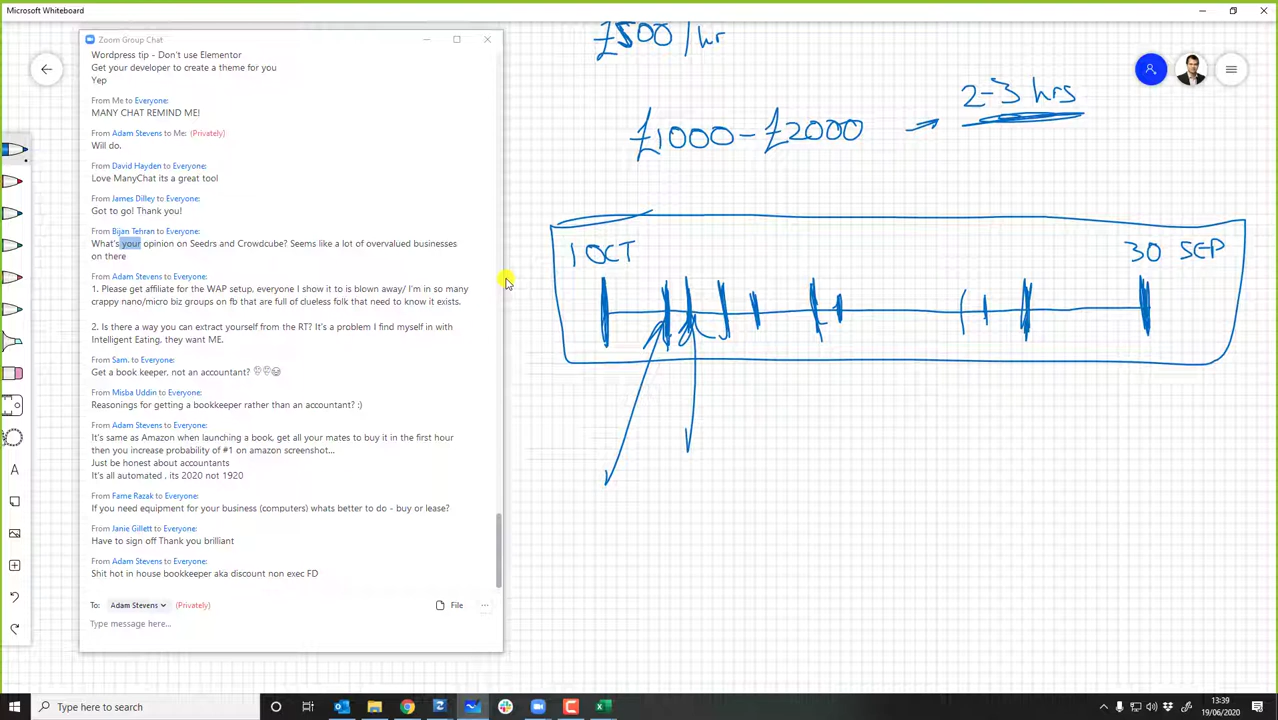 Microsoft Whiteboard
£500/hr
£1000-£2000 → 2-3 hrs
1 OCT
30 SEP
Zoom Group Chat
Wordpress tip - Don't use Elementor
Get your developer to create a theme for you
Yep
From Me to Everyone:
MANY CHAT REMIND ME!
From Adam Stevens to Me: (Privately)
Will do.
From David Hayden to Everyone:
Love ManyChat its a great tool
From James Dilley to Everyone:
Got to go! Thank you!
From Bijan Tehran to Everyone:
What's your opinion on Seedrs and Crowdcube? Seems like a lot of overvalued businesses
on there
From Adam Stevens to Everyone:
1. Please get affiliate for the WAP setup, everyone I show it to is blown away/ I'm in so many
crappy nano/micro biz groups on fb that are full of clueless folk that need to know it exists.
2. Is there a way you can extract yourself from the RT? It's a problem I find myself in with
Intelligent Eating, they want ME.
From Sam. to Everyone:
Get a book keeper, not an accountant?
From Misba Uddin to Everyone:
Reasonings for getting a bookkeeper rather than an accountant? :)
From Adam Stevens to Everyone:
It's same as Amazon when launching a book, get all your mates to buy it in the first hour
then you increase probability of #1 on amazon screenshot...
Just be honest about accountants
It's all automated . its 2020 not 1920
From Fame Razak to Everyone:
If you need equipment for your business (computers) whats better to do - buy or lease?
From Janie Gillett to Everyone:
Have to sign off Thank you brilliant
From Adam Stevens to Everyone:
Shit hot in house bookkeeper aka discount non exec FD
To: Adam Stevens (Privately) File ...
Type message here...
Type here to search
13:39
19/06/2020